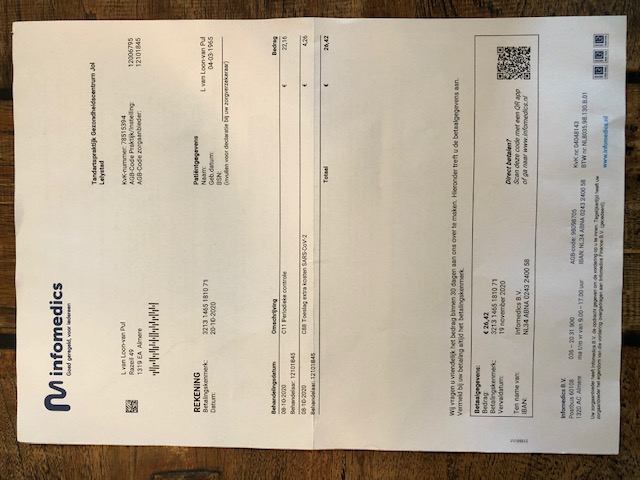 infomedics
Goed geregeld, voor iedereen
Tandartspraktijk Gezondheidscentrum Jol
Lelystad
L van Loon-van Pul
Razeil 49
1319 EA Almere
KvK-nummer: 78515394
AGB-Code Praktijk/Instelling: 12006795
AGB-Code zorgaanbieder: 12101845
REKENING
Betalingskenmerk: 3213 1465 1810 71
Datum: 20-10-2020
Patiëntgegevens
Naam: L van Loon-van Pul
Geb.datum: 04-03-1965
BSN:
(invullen voor declaratie bij uw zorgverzekeraar)
Behandelingsdatum Omschrijving Bedrag
08-10-2020 C11 Periodieke controle € 22,16
Behandelaar: 12101845
08-10-2020 C88 Toeslag extra kosten SARS-CoV-2 € 4,26
Behandelaar: 12101845
Totaal € 26,42
Wij vragen u vriendelijk het bedrag binnen 30 dagen aan ons over te maken. Hieronder treft u de betaalgegevens aan.
Vermeld bij uw betaling altijd het betalingskenmerk.
Betaalgegevens:
Bedrag: € 26,42
Betalingskenmerk: 3213 1465 1810 71
Vervaldatum: 19 november 2020
Ten name van: Infomedics B.V.
IBAN: NL34 ABNA 0243 2400 58
Direct betalen?
Scan deze code met een QR app
of ga naar www.infomedics.nl
Infomedics B.V.
Postbus 60108
1320 AC Almere
036 – 20 31 900
ma t/m vr van 9.00 – 17.00 uur
AGB-code: 98098705
IBAN: NL34 ABNA 0243 2400 58
KvK nr: 04048143
BTW nr: NL8035.98.130.B.01
Uw zorgaanbieder heeft Infomedics B.V. de opdracht gegeven de vordering op u te innen. Tegelijkertijd heeft uw
zorgaanbieder het eigendom van die vordering overgedragen aan Infomedics Finance B.V. (gecedeerd).
www.infomedics.nl